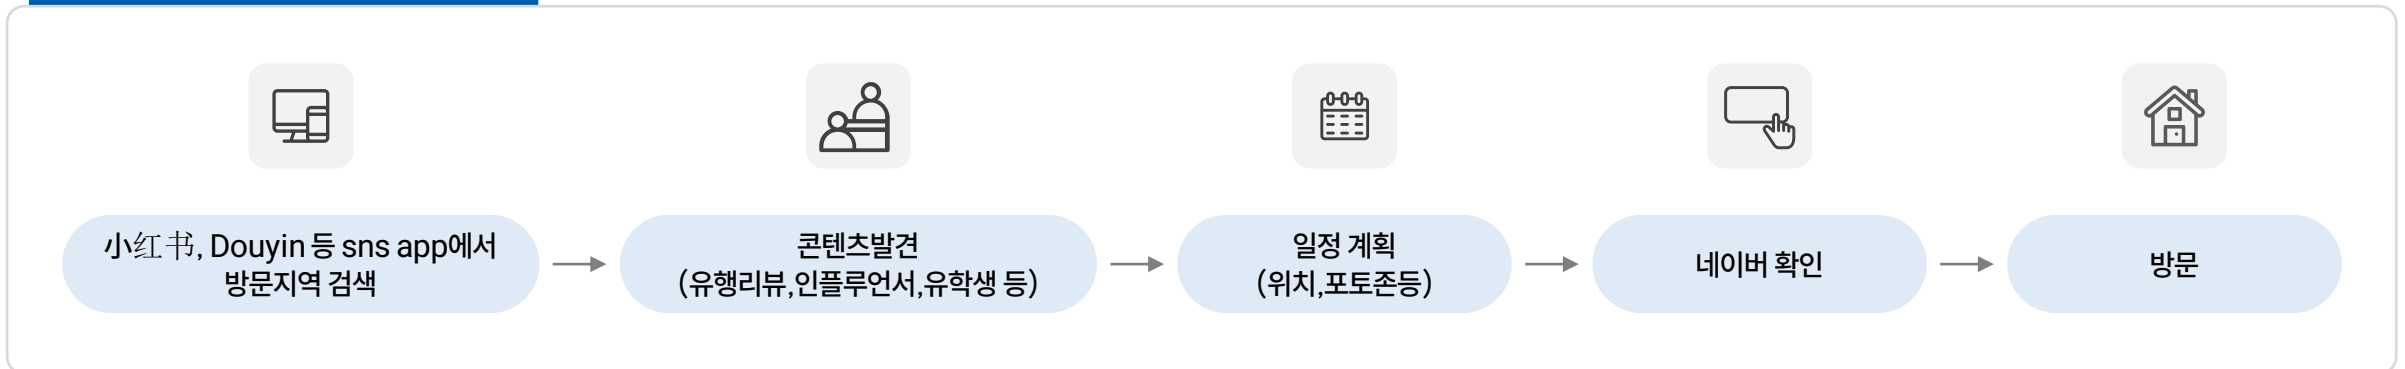 小红书, Douyin 등 sns app에서
방문지역 검색
콘텐츠발견
(유행리뷰,인플루언서,유학생 등)
일정 계획
(위치,포토존등)
네이버 확인
방문